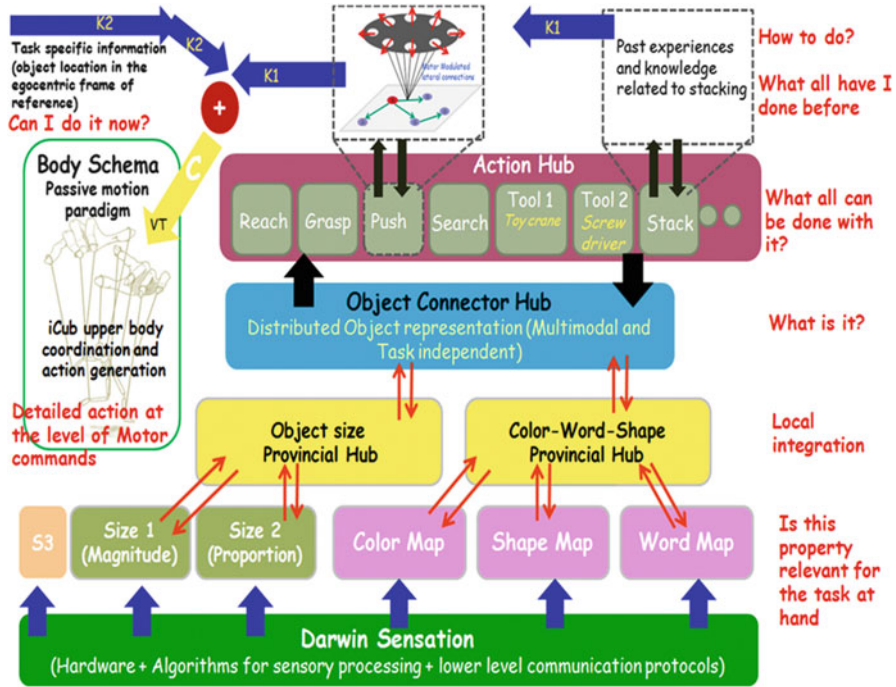 K2
K2
K1
K1
Task specific information
(object location in the
egocentric frame of
reference)
Can I do it now?
+
Motor Modulated
lateral connections
Past experiences
and knowledge
related to stacking
How to do?
What all have I
done before
Body Schema
Passive motion
paradigm
C
VT
iCub upper body
coordination and
action generation
Detailed action at
the level of Motor
commands
Action Hub
Reach
Grasp
Push
Search
Tool 1
Toy crane
Tool 2
Screw
driver
Stack
What all can
be done with
it?
Object Connector Hub
Distributed Object representation (Multimodal and
Task independent)
What is it?
Object size
Provincial Hub
Color-Word-Shape
Provincial Hub
Local
integration
S3
Size 1
(Magnitude)
Size 2
(Proportion)
Color Map
Shape Map
Word Map
Is this
property
relevant for
the task at
hand
Darwin Sensation
(Hardware + Algorithms for sensory processing + lower level communication protocols)